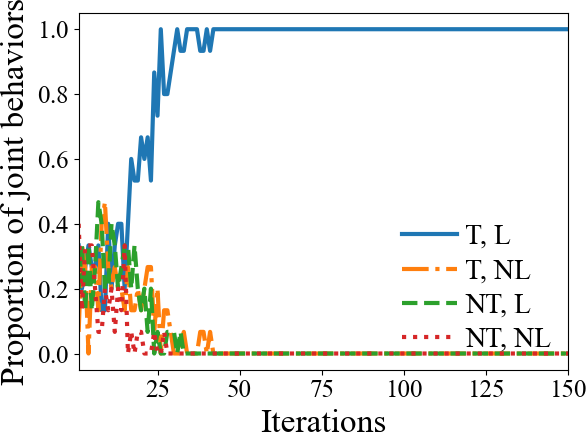 Proportion of joint behaviors
1.0
0.8
0.6
0.4
0.2
0.0
T, L
T, NL
NT, L
NT, NL
25
50
75
100
125
150
Iterations